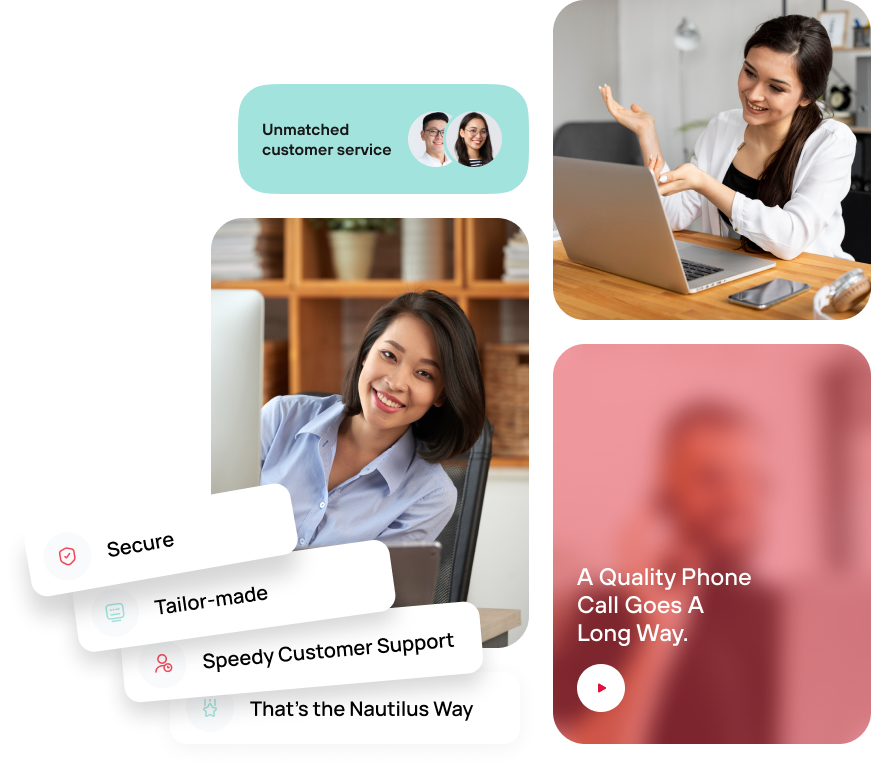 Unmatched
customer service
Secure
Tailor-made
Speedy Customer Support
That's the Nautilus Way
A Quality Phone
Call Goes A
Long Way.